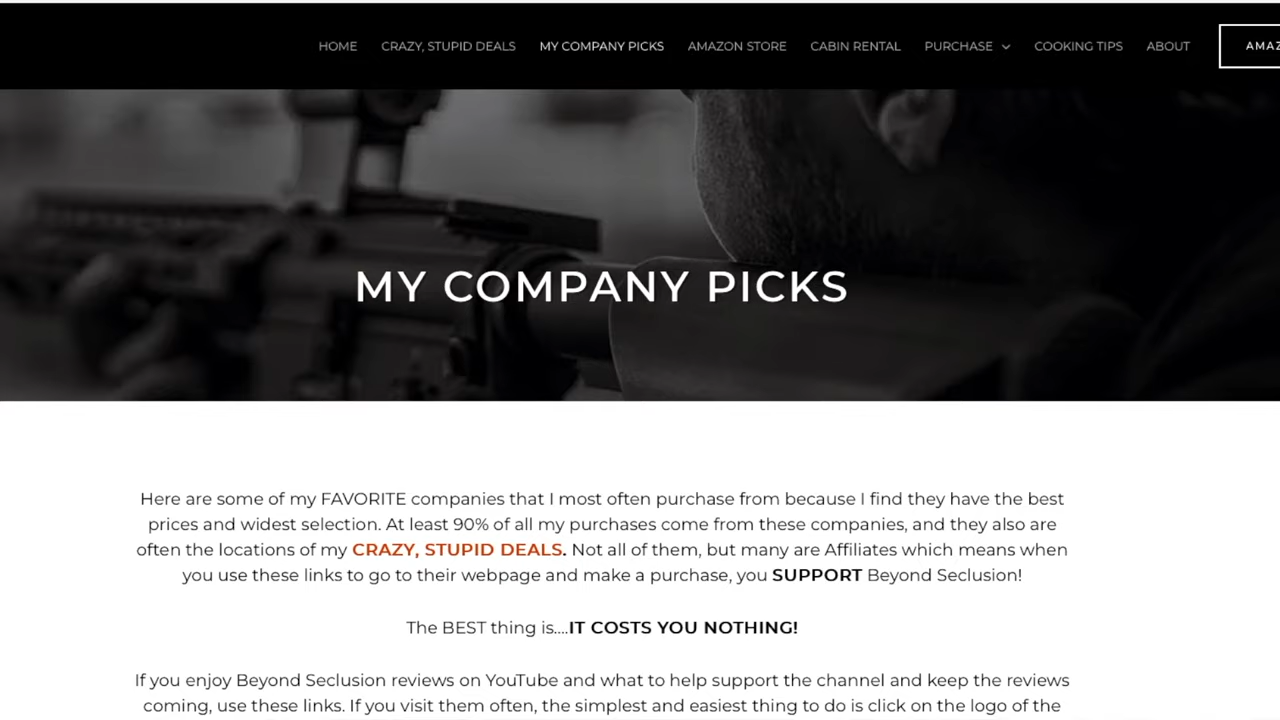 HOME CRAZY, STUPID DEALS MY COMPANY PICKS AMAZON STORE CABIN RENTAL PURCHASE COOKING TIPS ABOUT AMAZ
MY COMPANY PICKS
Here are some of my FAVORITE companies that I most often purchase from because I find they have the best
prices and widest selection. At least 90% of all my purchases come from these companies, and they also are
often the locations of my CRAZY, STUPID DEALS. Not all of them, but many are Affiliates which means when
you use these links to go to their webpage and make a purchase, you SUPPORT Beyond Seclusion!
The BEST thing is....IT COSTS YOU NOTHING!
If you enjoy Beyond Seclusion reviews on YouTube and what to help support the channel and keep the reviews
coming, use these links. If you visit them often, the simplest and easiest thing to do is click on the logo of the